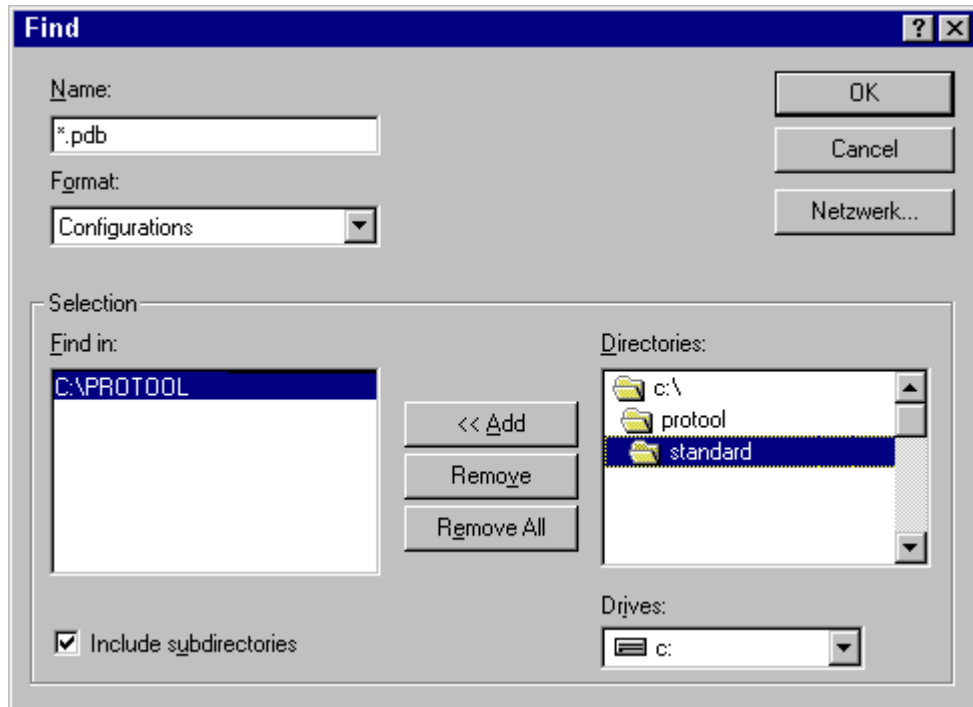 Find
Name:
*.pdb
Format:
Configurations
OK
Cancel
Netzwerk...
Selection
Find in:
C:\PROTOOL
<< Add
Remove
Remove All
Directories:
c:\
protool
standard
Include subdirectories
Drives:
c: